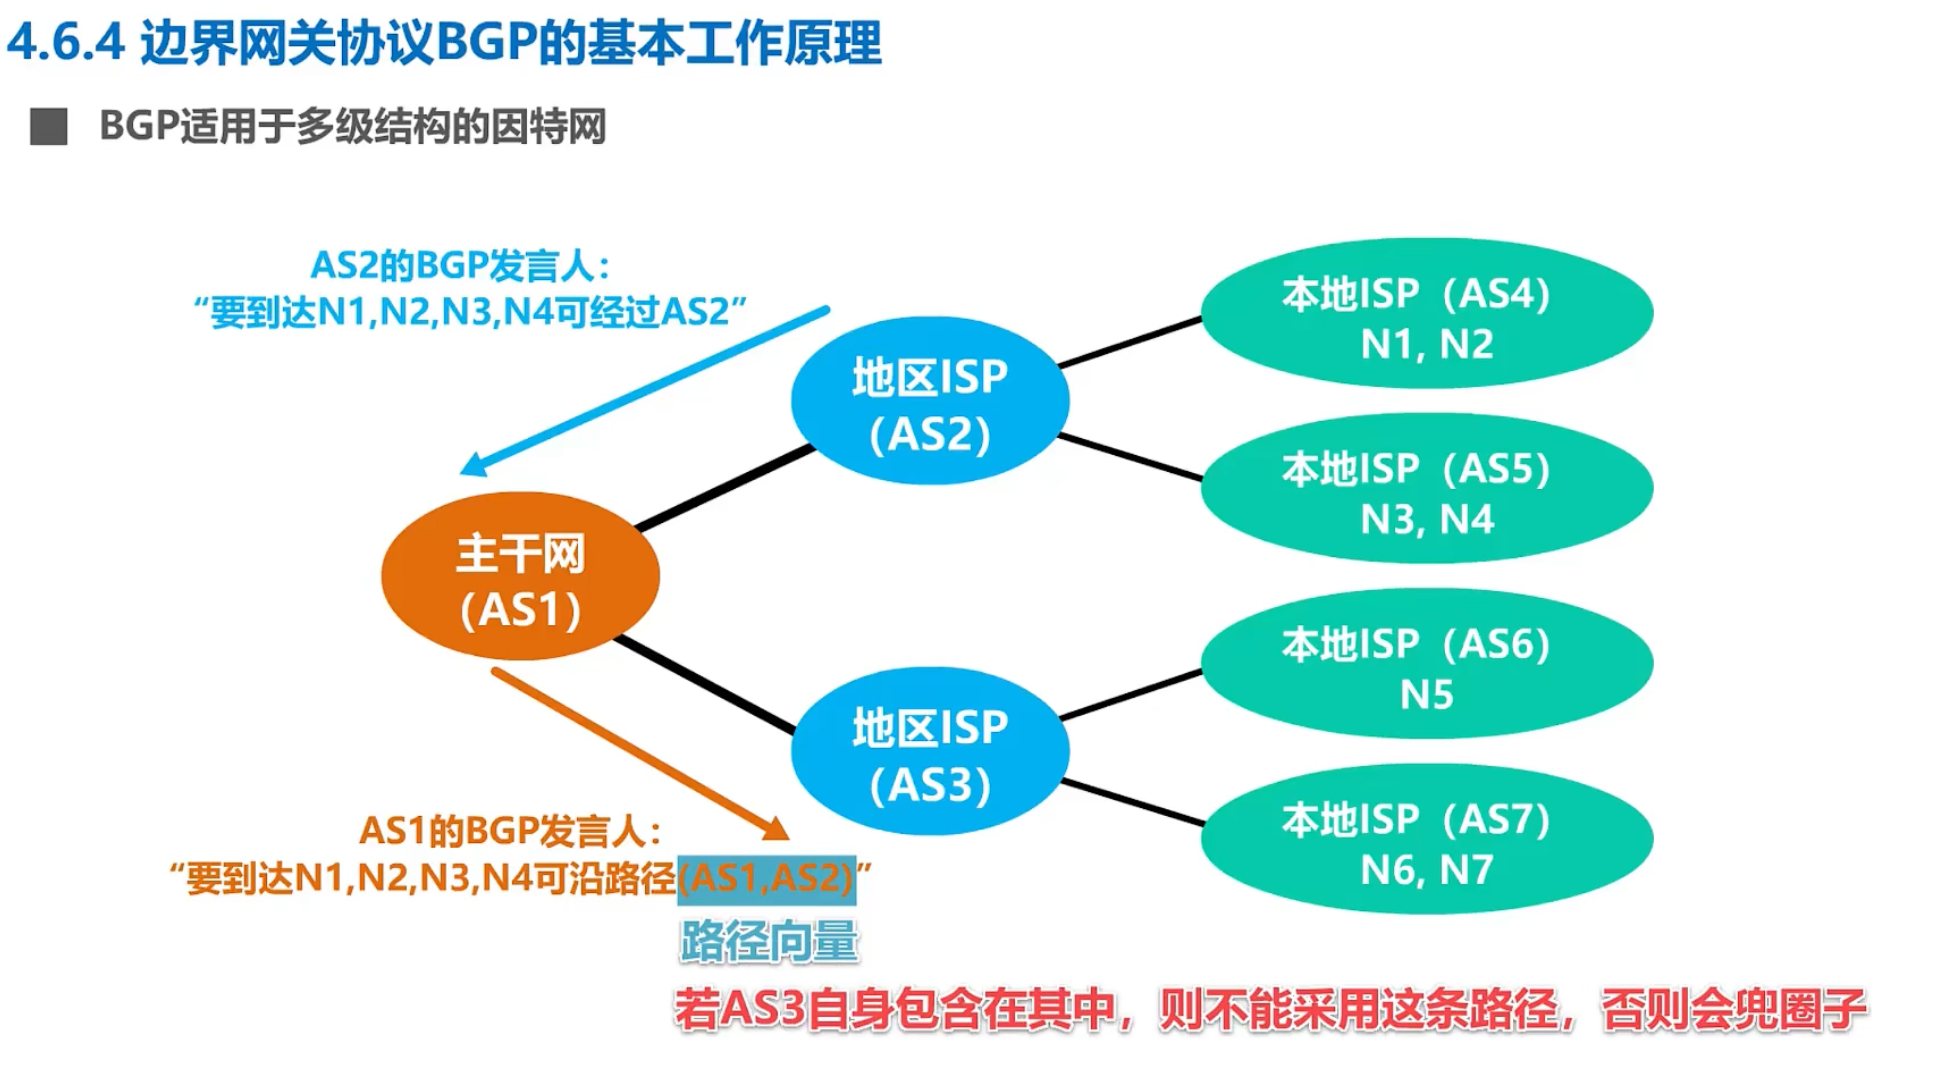 4.6.4 边界网关协议BGP的基本工作原理
BGP适用于多级结构的因特网
AS2的BGP发言人：
“要到达N1,N2,N3,N4可经过AS2”
地区ISP
（AS2）
本地ISP（AS4）
N1, N2
本地ISP（AS5）
N3, N4
主干网
（AS1）
地区ISP
（AS3）
本地ISP（AS6）
N5
本地ISP（AS7）
N6, N7
AS1的BGP发言人：
“要到达N1,N2,N3,N4可沿路径(AS1,AS2)”
路径向量
若AS3自身包含在其中，则不能采用这条路径，否则会兜圈子